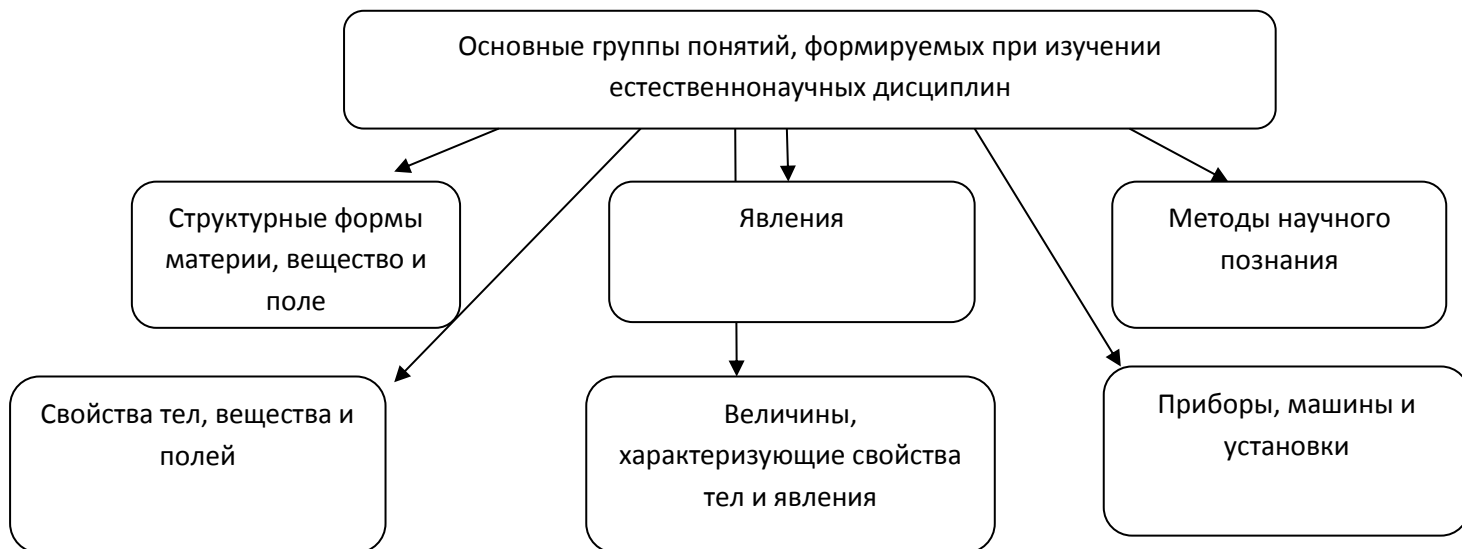 Основные группы понятий, формируемых при изучении
естественнонаучных дисциплин
Структурные формы
материи, вещество и
поле
Явления
Методы научного
познания
Свойства тел, вещества и
полей
Величины,
характеризующие свойства
тел и явления
Приборы, машины и
установки